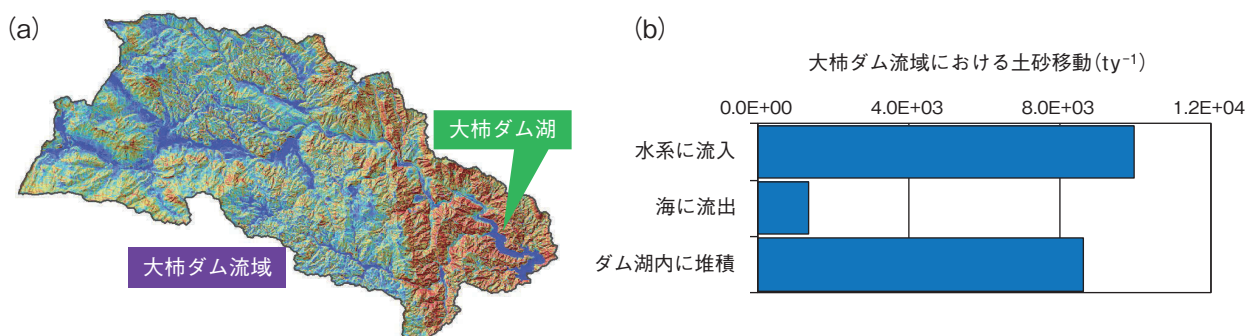 (a)
大柿ダム湖
大柿ダム流域
(b)
大柿ダム流域における土砂移動(ty⁻¹)
0.0E+00 4.0E+03 8.0E+03 1.2E+04
水系に流入
海に流出
ダム湖内に堆積